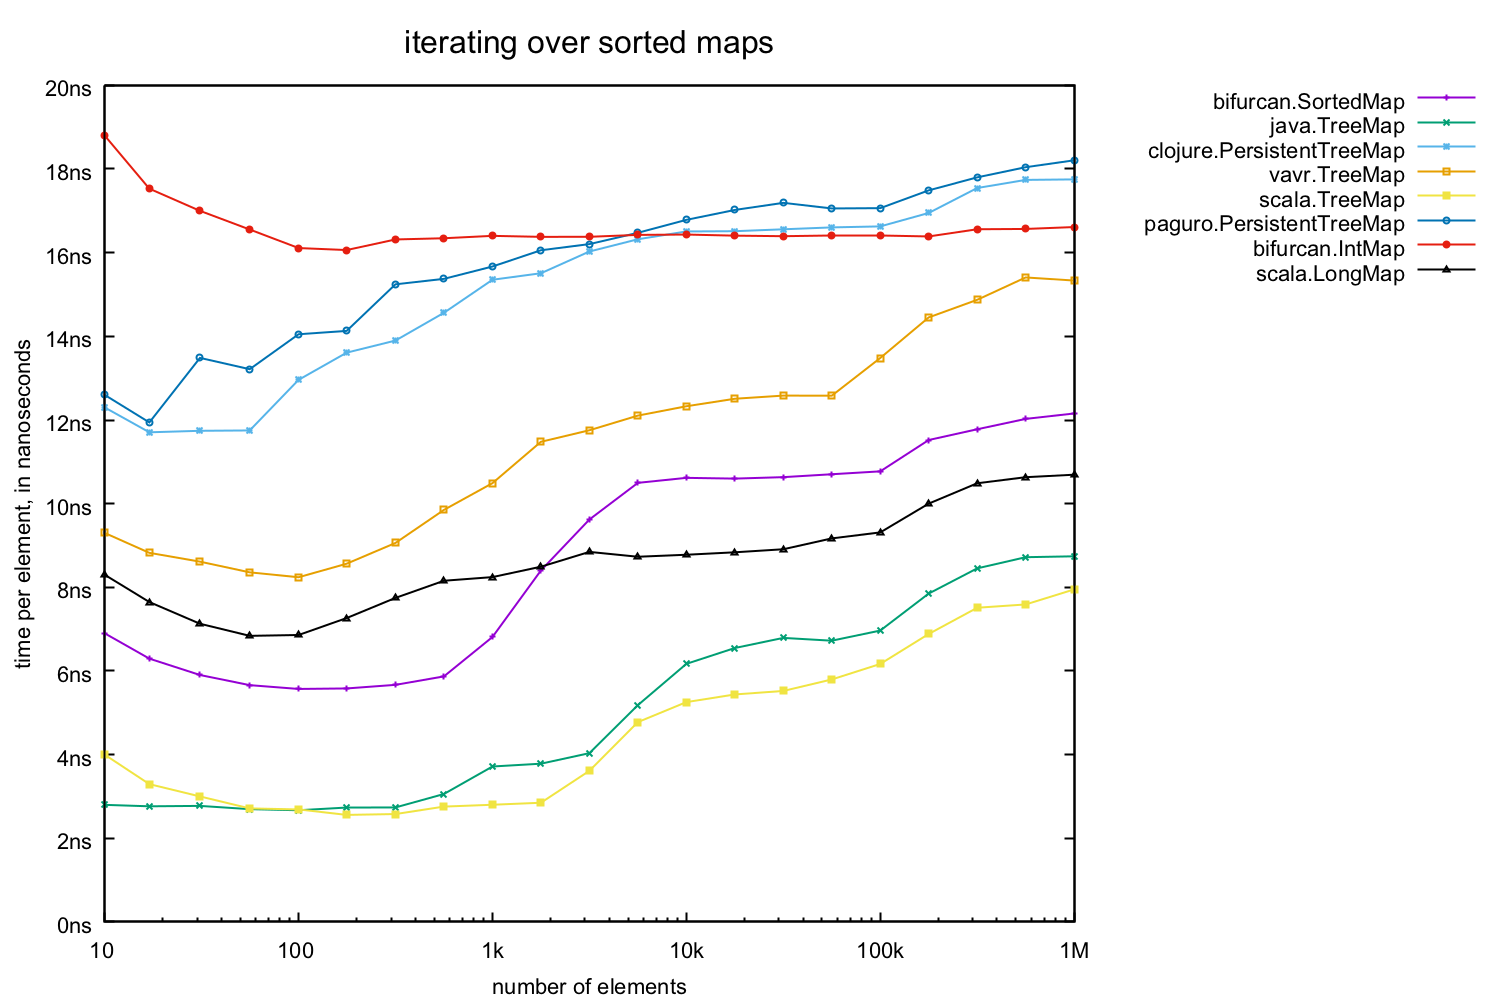 iterating over sorted maps
20ns
18ns
16ns
14ns
12ns
10ns
8ns
6ns
4ns
2ns
0ns
time per element, in nanoseconds
10
100
1k
10k
100k
1M
number of elements
bifurcan.SortedMap
java.TreeMap
clojure.PersistentTreeMap
vavr.TreeMap
scala.TreeMap
paguro.PersistentTreeMap
bifurcan.IntMap
scala.LongMap